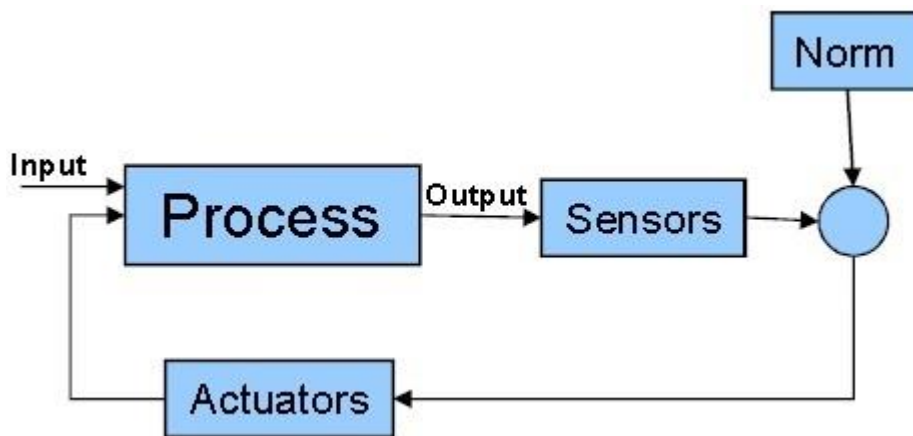 Norm
Input
Process
Output
Sensors
Actuators